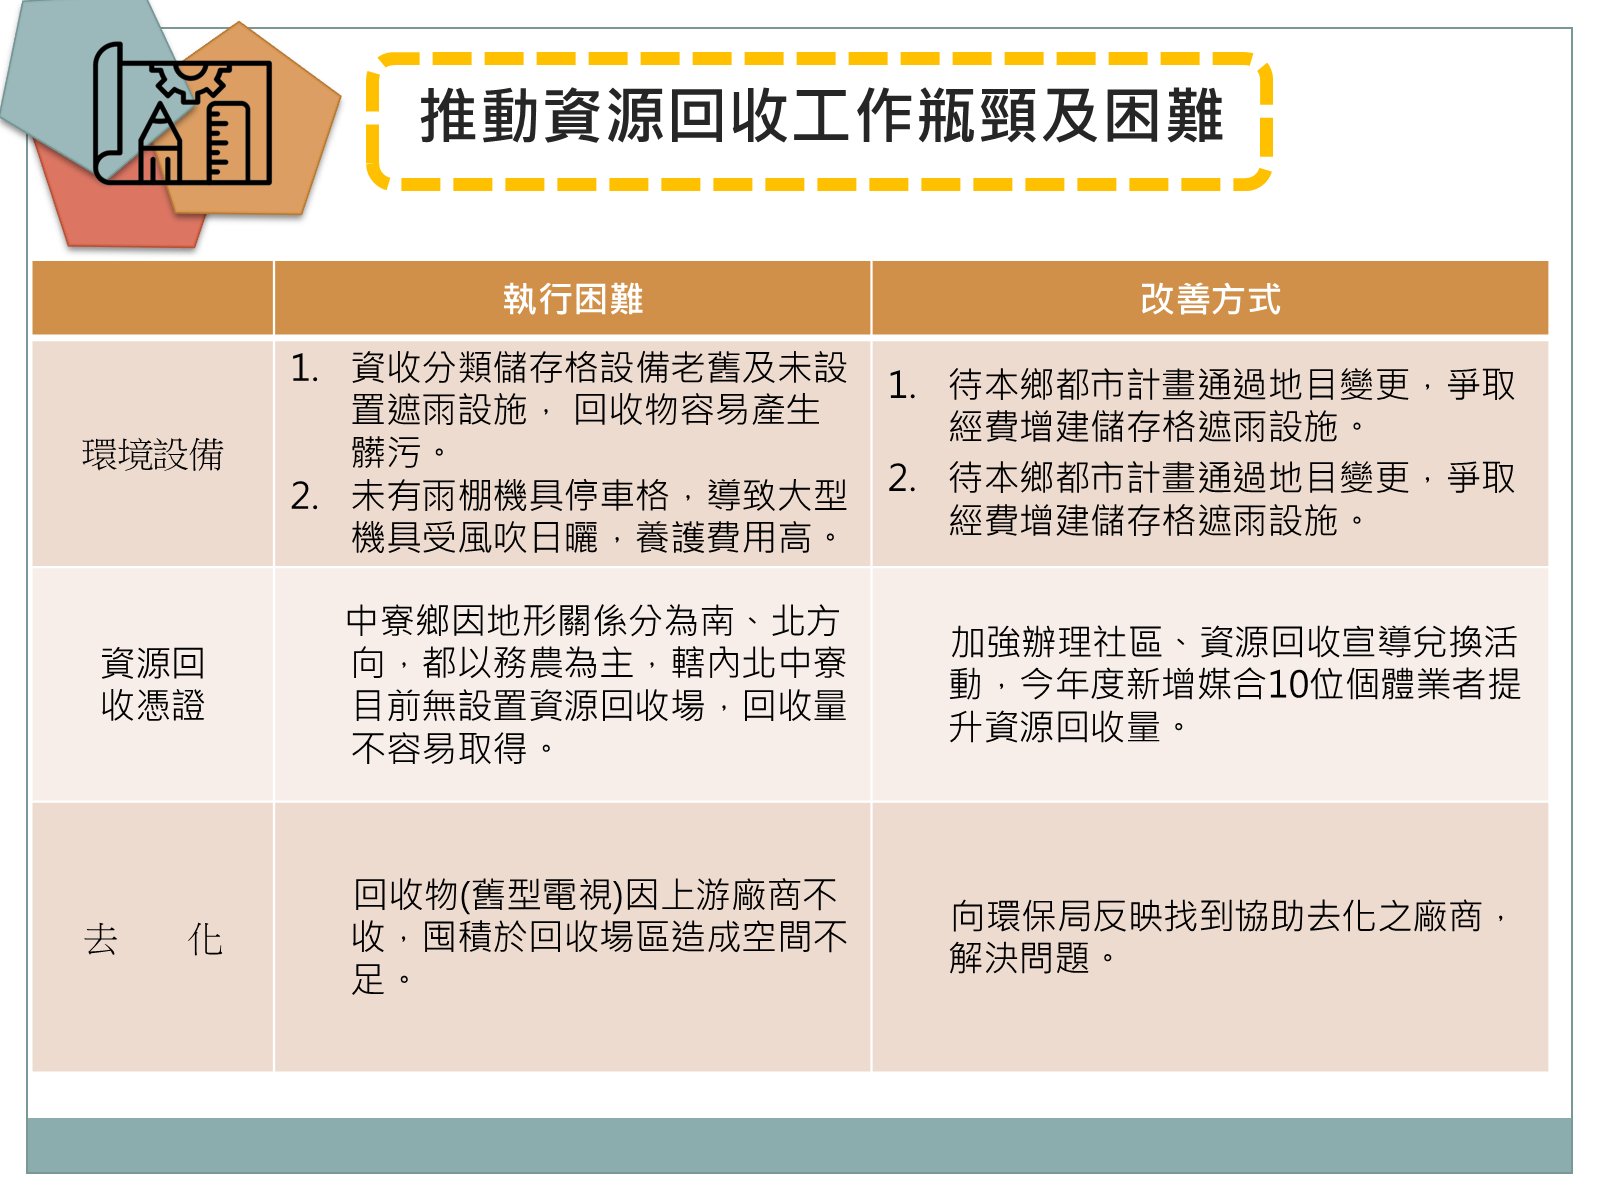 推動資源回收工作瓶頸及困難
執行困難
改善方式
環境設備
1. 資收分類儲存格設備老舊及未設
置遮雨設施， 回收物容易產生
髒污。
2. 未有雨棚機具停車格，導致大型
機具受風吹日曬，養護費用高。
1. 待本鄉都市計畫通過地目變更，爭取
經費增建儲存格遮雨設施。
2. 待本鄉都市計畫通過地目變更，爭取
經費增建儲存格遮雨設施。
資源回
收憑證
中寮鄉因地形關係分為南、北方
向，都以務農為主，轄內北中寮
目前無設置資源回收場，回收量
不容易取得。
加強辦理社區、資源回收宣導兌換活
動，今年度新增媒合10位個體業者提
升資源回收量。
去　　化
回收物(舊型電視)因上游廠商不
收，囤積於回收場區造成空間不
足。
向環保局反映找到協助去化之廠商，
解決問題。